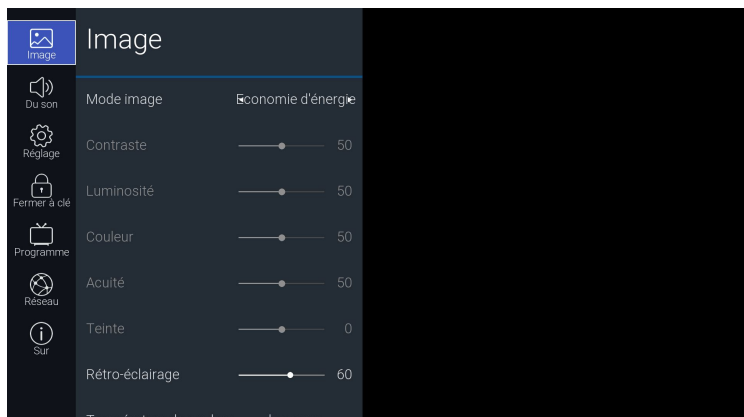 Image
Du son
Réglage
Fermer à clé
Programme
Réseau
Sur
Image
Mode image Economie d'énergie
Contraste 50
Luminosité 50
Couleur 50
Acuité 50
Teinte 0
Rétro-éclairage 60